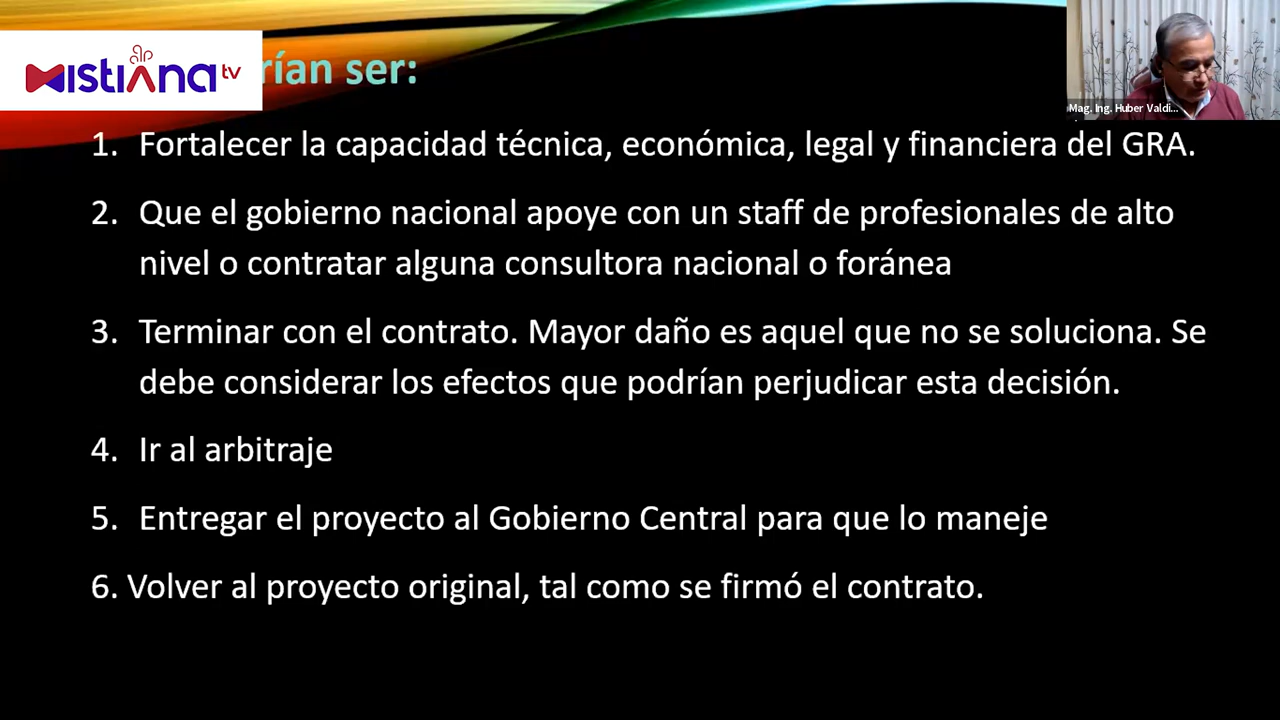 mistiana tv
rían ser:
Mag. Ing. Huber Valdi...
1. Fortalecer la capacidad técnica, económica, legal y financiera del GRA.
2. Que el gobierno nacional apoye con un staff de profesionales de alto
nivel o contratar alguna consultora nacional o foránea
3. Terminar con el contrato. Mayor daño es aquel que no se soluciona. Se
debe considerar los efectos que podrían perjudicar esta decisión.
4. Ir al arbitraje
5. Entregar el proyecto al Gobierno Central para que lo maneje
6. Volver al proyecto original, tal como se firmó el contrato.